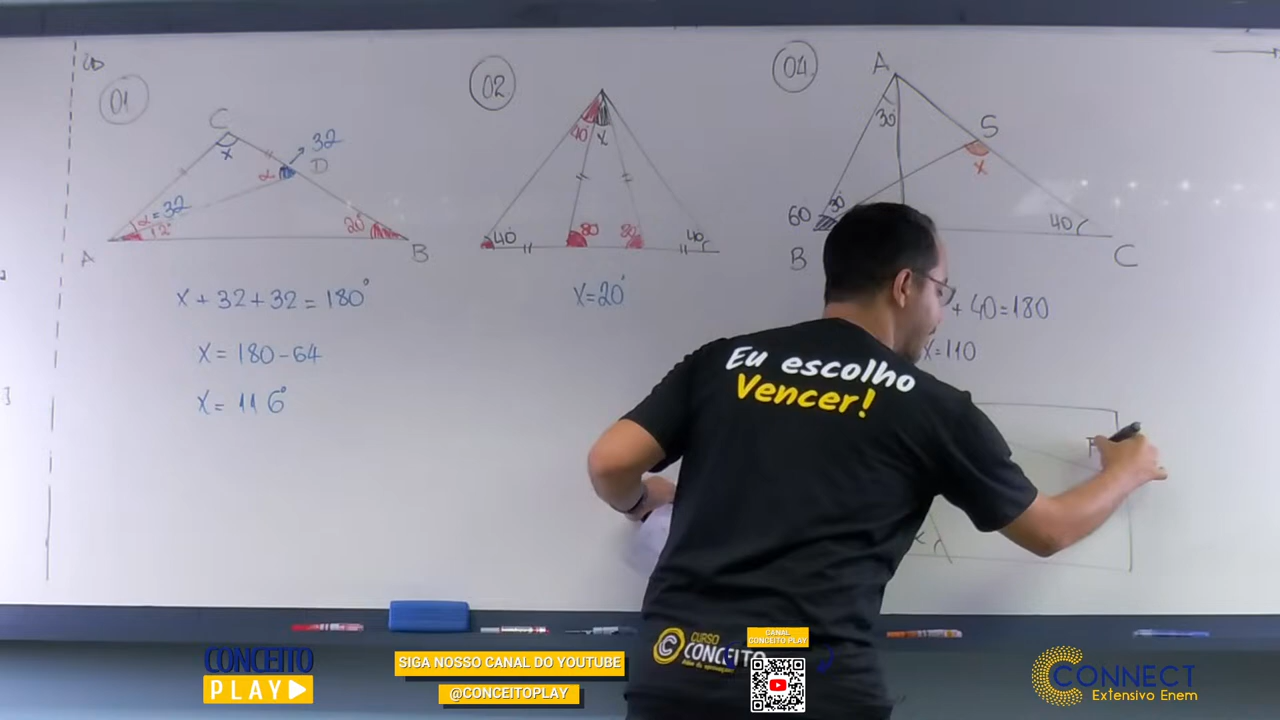 01
C
x
32
D
α
α=32
12°
20°
A
B
x + 32 + 32 = 180°
x = 180 - 64
x = 116°
02
40°
x
40°
80
80
40
x=20°
04
A
30°
S
x
60
30
40
B
C
+ 40=180
x=110
Eu escolho
Vencer!
CURSO
CONCEITO
CONCEITO
PLAY
SIGA NOSSO CANAL DO YOUTUBE
@CONCEITOPLAY
CANAL
CONCEITO PLAY
CONNECT
Extensivo Enem